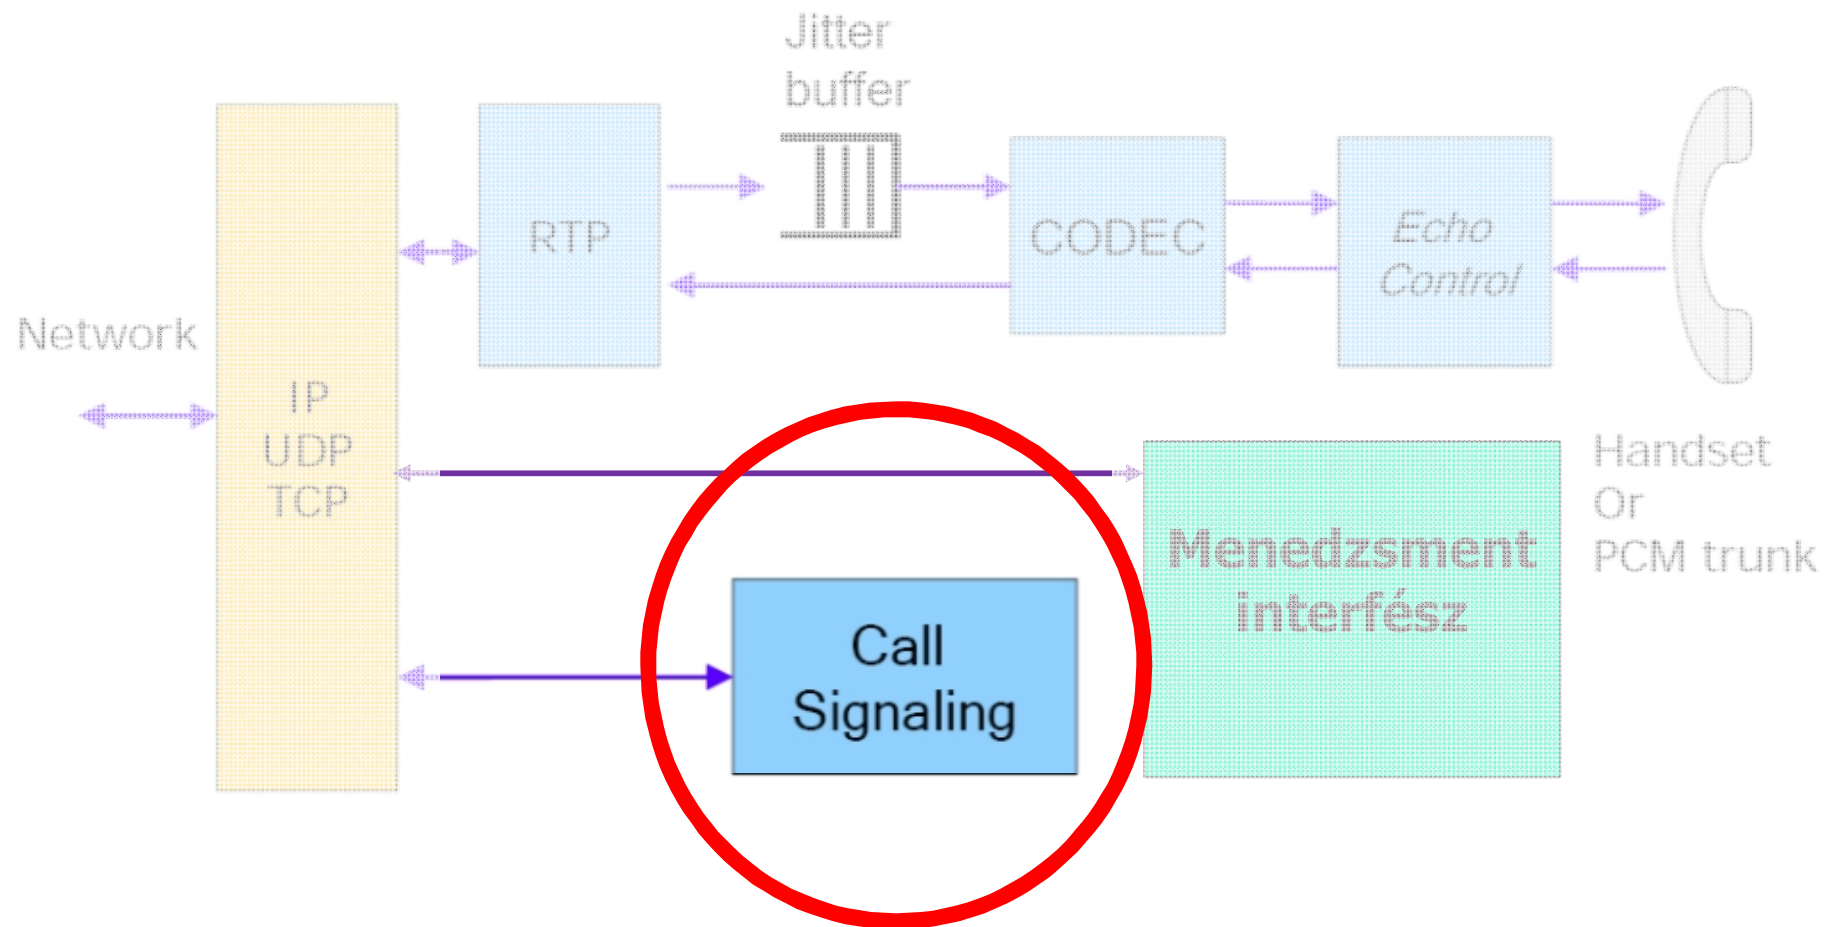 Jitter
buffer
RTP
CODEC
Echo
Control
Network
IP
UDP
TCP
Handset
Or
PCM trunk
Menedzsment
interfész
Call
Signaling